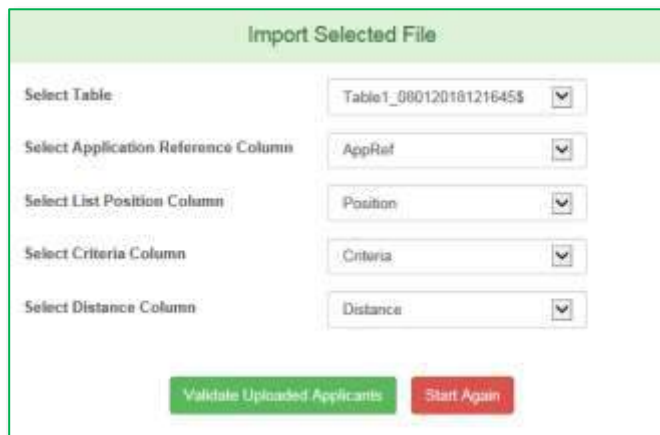 Import Selected File
Select Table Table1_08012018121645$
Select Application Reference Column AppRef
Select List Position Column Position
Select Criteria Column Criteria
Select Distance Column Distance
Validate Uploaded Applicants Start Again